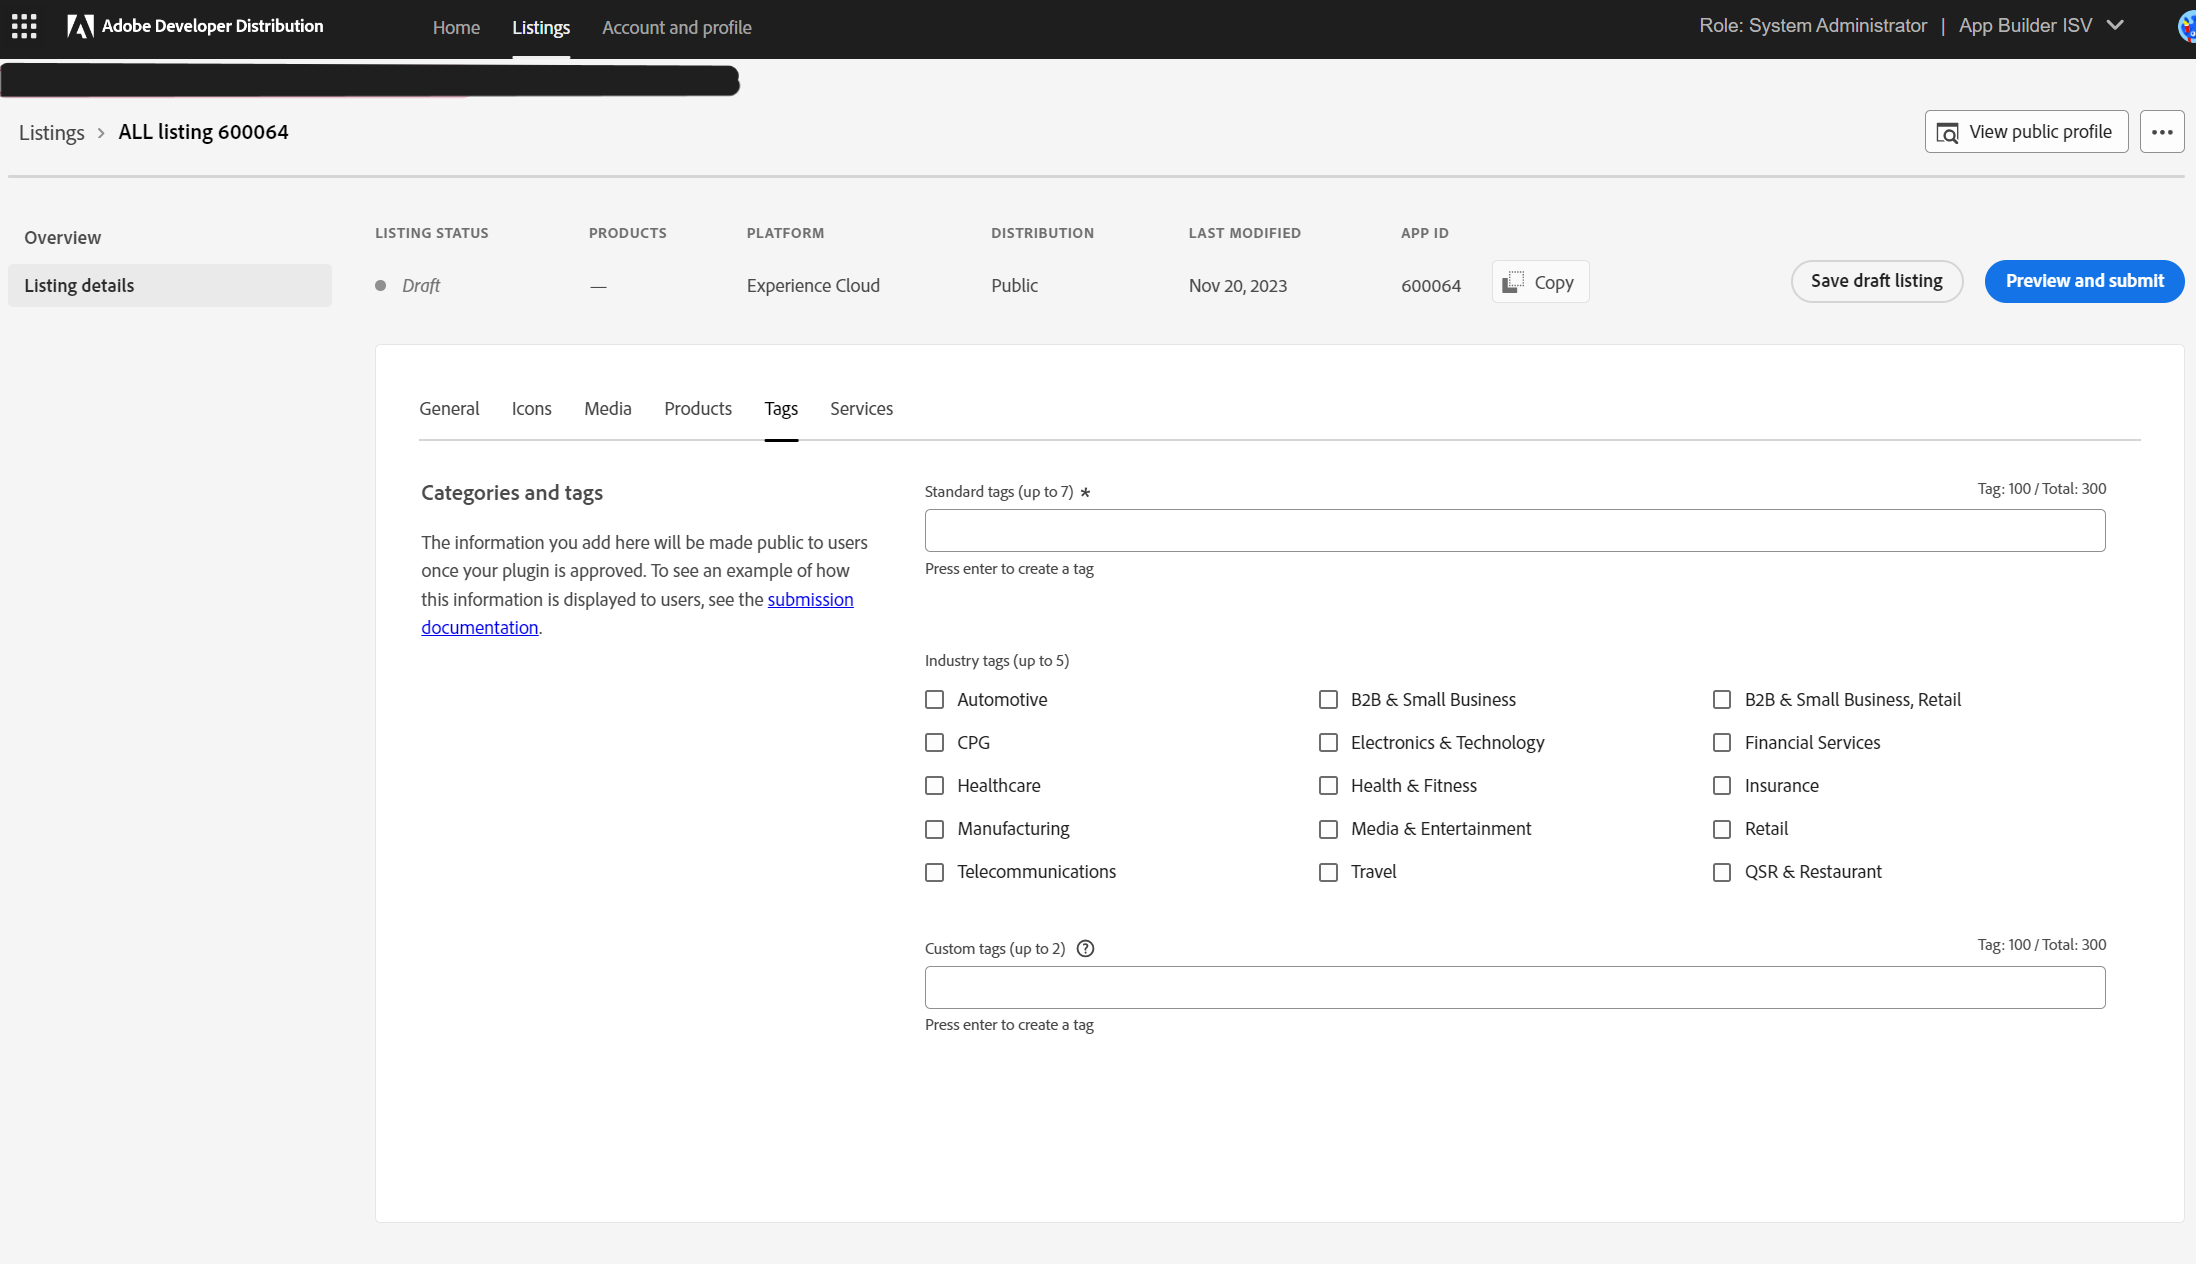 Adobe Developer Distribution
Home Listings Account and profile
Role: System Administrator | App Builder ISV
Listings > ALL listing 600064
View public profile
Overview
Listing details
LISTING STATUS PRODUCTS PLATFORM DISTRIBUTION LAST MODIFIED APP ID
Draft — Experience Cloud Public Nov 20, 2023 600064 Copy
Save draft listing Preview and submit
General Icons Media Products Tags Services
Categories and tags
The information you add here will be made public to users
once your plugin is approved. To see an example of how
this information is displayed to users, see the submission
documentation.
Standard tags (up to 7) * Tag: 100 / Total: 300
Press enter to create a tag
Industry tags (up to 5)
Automotive B2B & Small Business B2B & Small Business, Retail
CPG Electronics & Technology Financial Services
Healthcare Health & Fitness Insurance
Manufacturing Media & Entertainment Retail
Telecommunications Travel QSR & Restaurant
Custom tags (up to 2) ? Tag: 100 / Total: 300
Press enter to create a tag